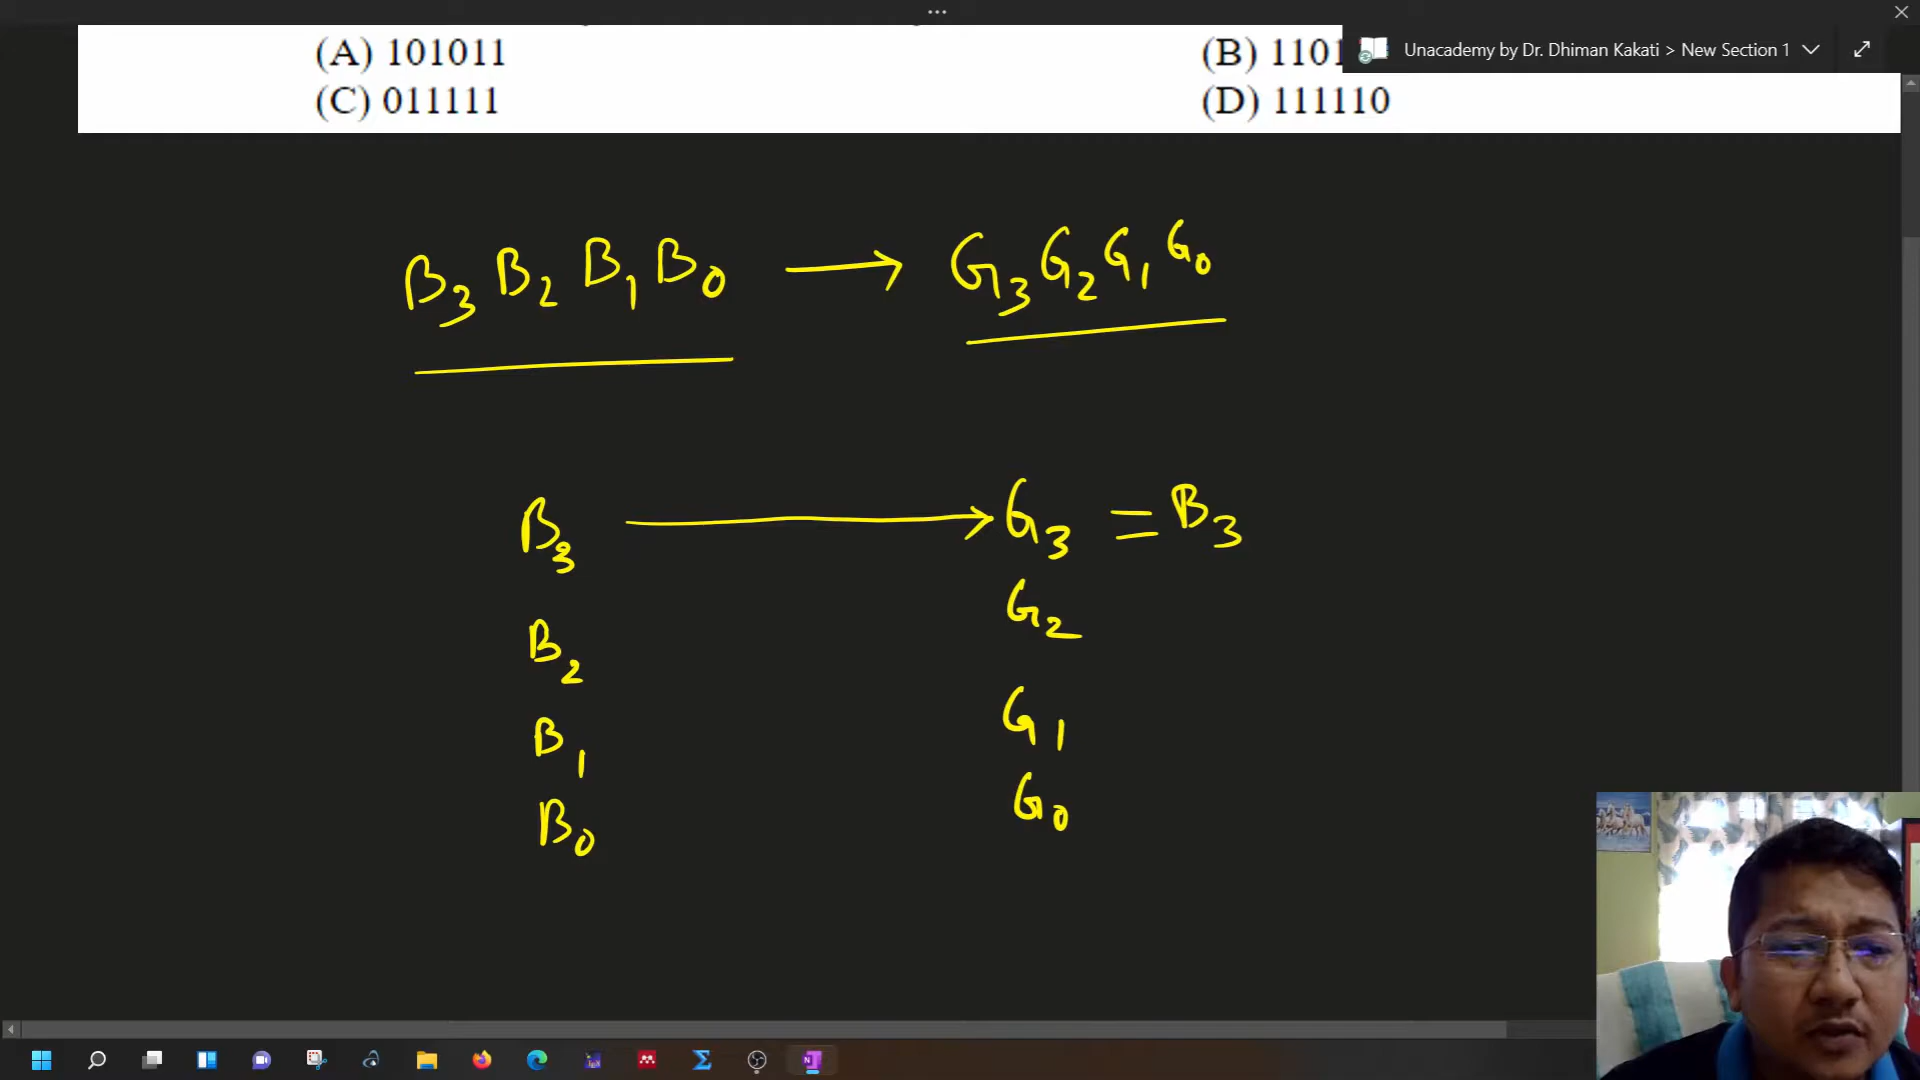 (A) 101011
(B) 1101
Unacademy by Dr. Dhiman Kakati > New Section 1
(C) 011111
(D) 111110
B3 B2 B1 B0 → G3 G2 G1 G0
B3 → G3 = B3
G2
B2
G1
B1
G0
B0